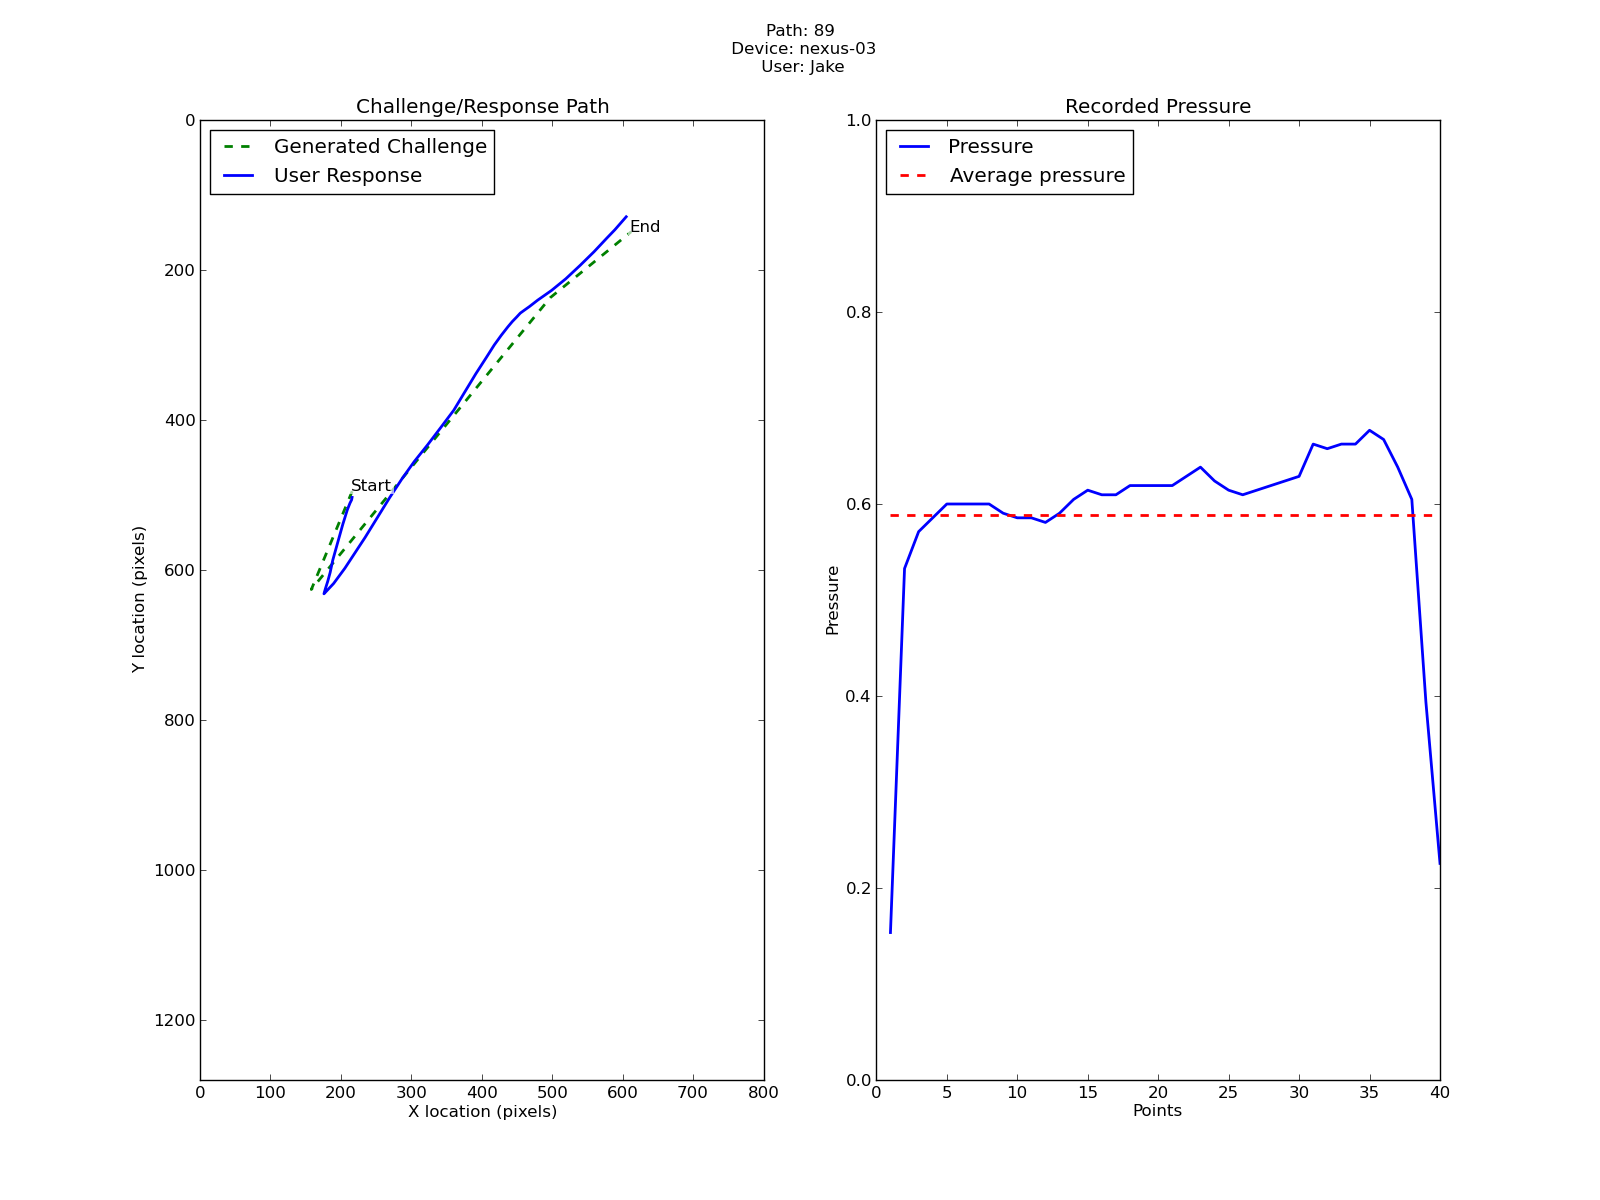 Path: 89
Device: nexus-03
User: Jake
Challenge/Response Path
Generated Challenge
User Response
Start
End
0
200
400
600
800
1000
1200
Y location (pixels)
0 100 200 300 400 500 600 700 800
X location (pixels)
Recorded Pressure
Pressure
Average pressure
1.0
0.8
0.6
0.4
0.2
0.0
Pressure
0 5 10 15 20 25 30 35 40
Points